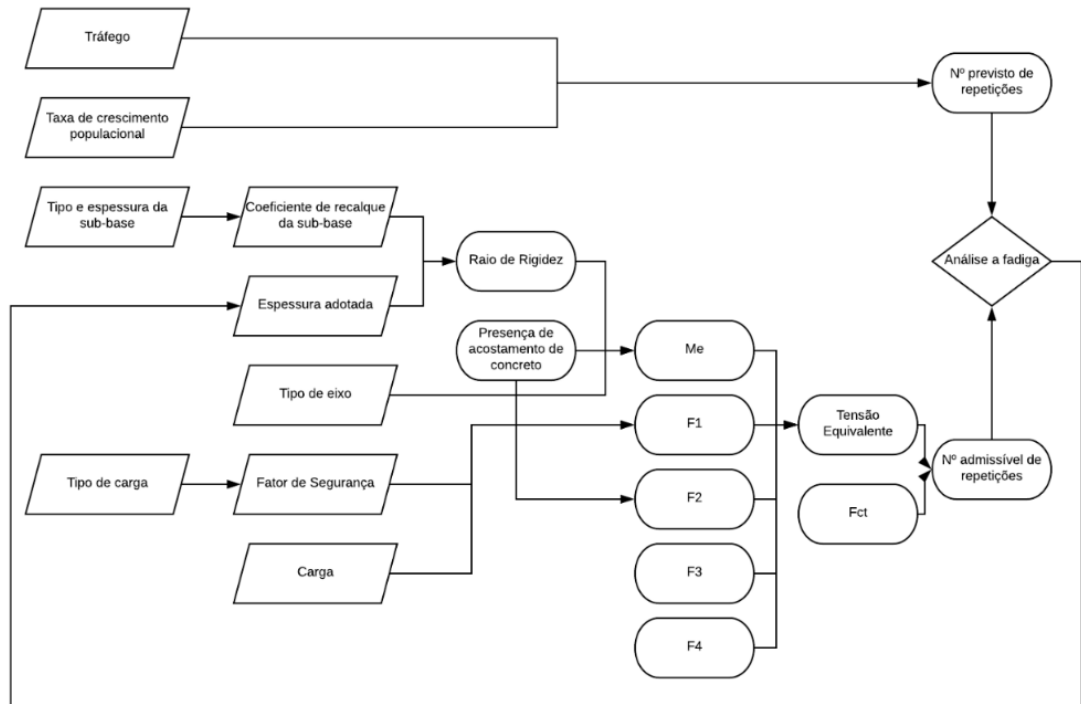 Tráfego
Nº previsto de
repetições
Taxa de crescimento
populacional
Tipo e espessura da
sub-base
Coeficiente de recalque
da sub-base
Raio de Rigidez
Análise a fadiga
Espessura adotada
Presença de
acostamento de
concreto
Me
Tipo de eixo
F1
Tensão
Equivalente
Tipo de carga
Fator de Segurança
F2
Nº admissível de
repetições
Fct
Carga
F3
F4